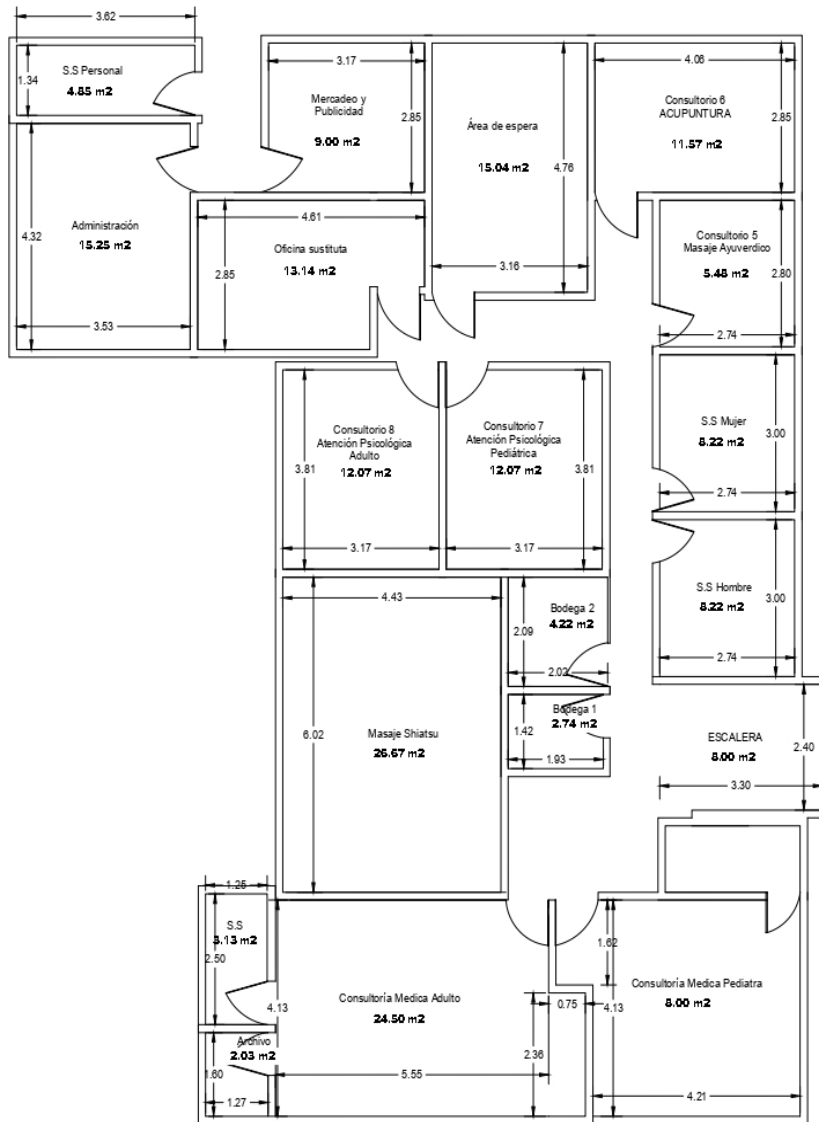 3.62
S.S Personal
4.85 m2
1.34
3.17
Mercadeo y
Publicidad
9.00 m2
2.85
Área de espera
15.04 m2
4.76
3.16
4.06
Consultorio 6
ACUPUNTURA
11.57 m2
2.85
4.32
Administración
15.25 m2
3.53
4.61
Oficina sustituta
13.14 m2
2.85
Consultorio 5
Masaje Ayuverdico
5.48 m2
2.80
2.74
Consultorio 8
Atención Psicológica
Adulto
12.07 m2
3.81
3.17
Consultorio 7
Atención Psicológica
Pediátrica
12.07 m2
3.81
3.17
S.S Mujer
8.22 m2
3.00
2.74
S.S Hombre
8.22 m2
3.00
2.74
4.43
6.02
Masaje Shiatsu
26.67 m2
Bodega 2
4.22 m2
2.09
2.02
Bodega 1
2.74 m2
1.42
1.93
ESCALERA
8.00 m2
2.40
3.30
1.25
S.S
3.13 m2
2.50
Archivo
2.03 m2
1.60
1.27
4.13
Consultoría Medica Adulto
24.50 m2
5.55
2.36
0.75
1.62
4.13
Consultoría Medica Pediatra
8.00 m2
4.21